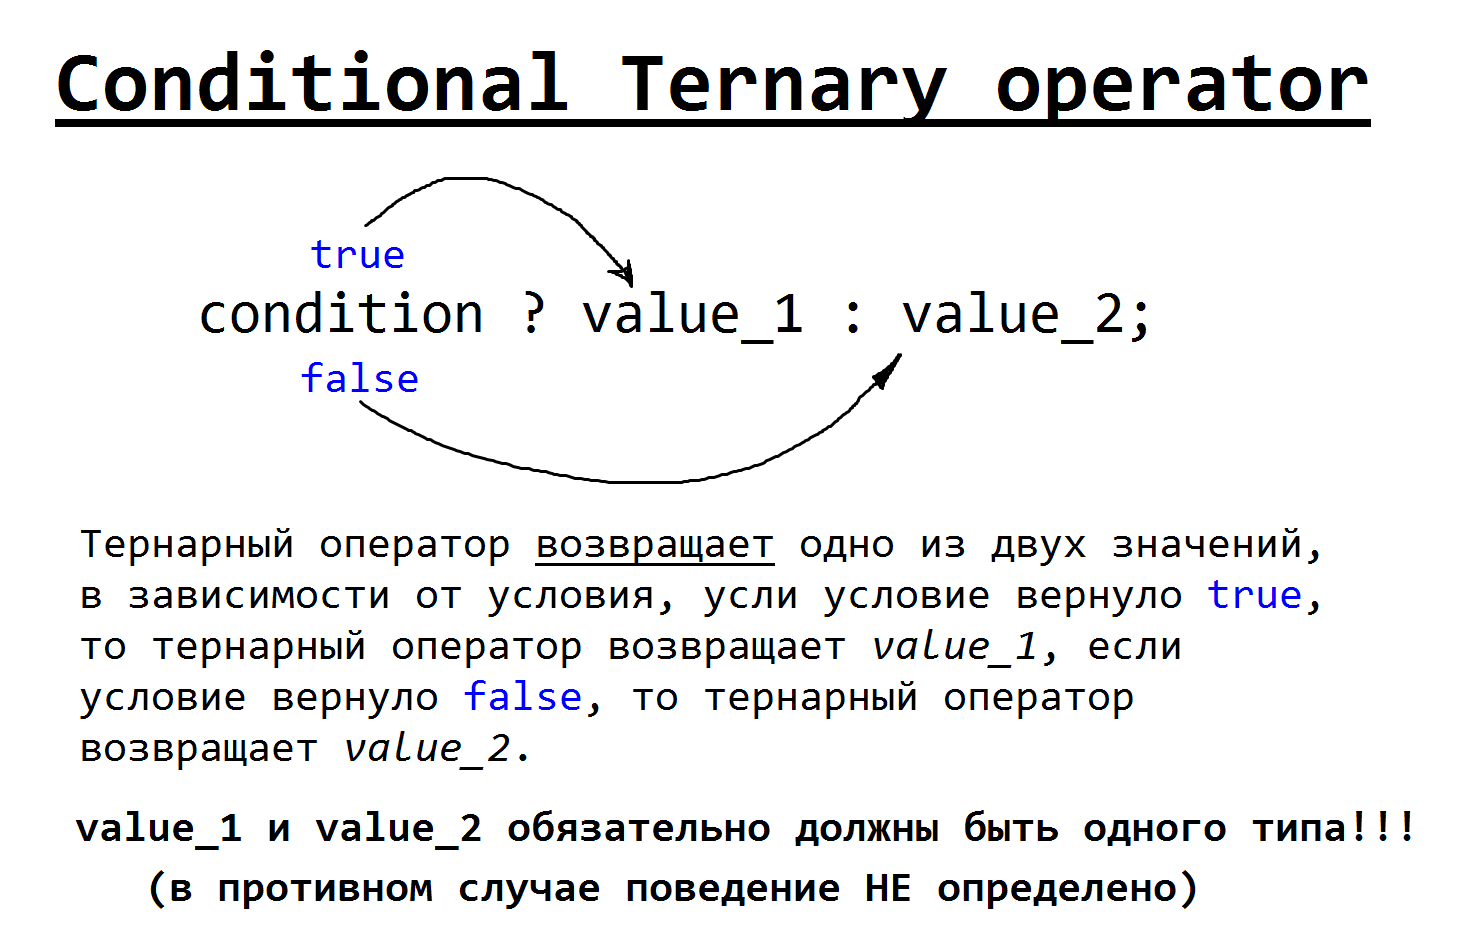 Conditional Ternary operator
true
condition ? value_1 : value_2;
false
Тернарный оператор возвращает одно из двух значений,
в зависимости от условия, усли условие вернуло true,
то тернарный оператор возвращает value_1, если
условие вернуло false, то тернарный оператор
возвращает value_2.
value_1 и value_2 обязательно должны быть одного типа!!!
(в противном случае поведение НЕ определено)